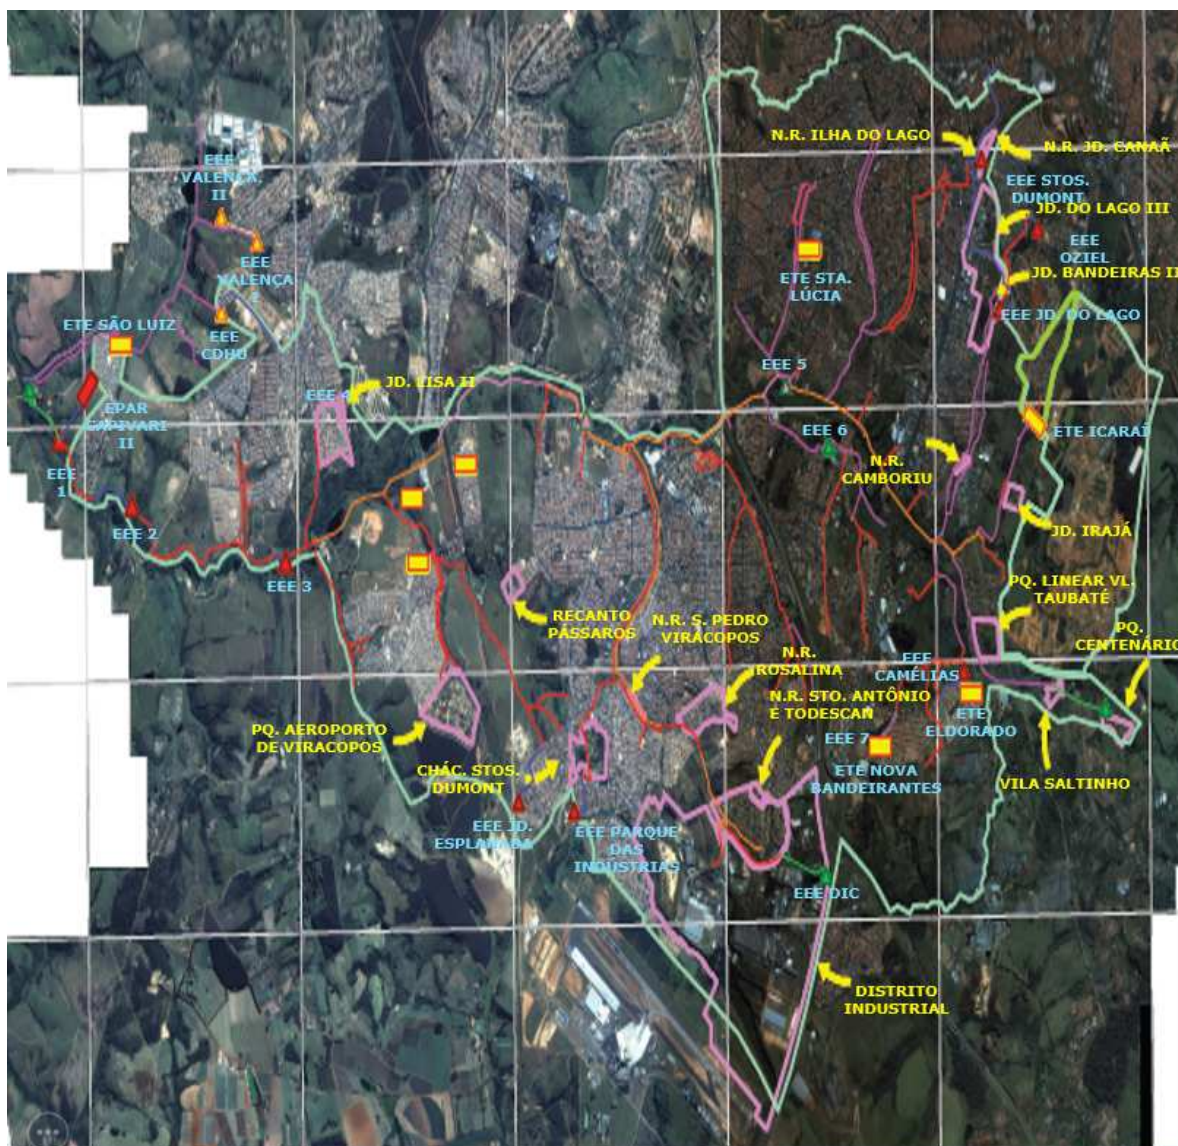 N.R. ILHA DO LAGO
N.R. JD. CANAÃ
EEE
VALENÇA
II
EEE STOS.
DUMONT
JD. DO LAGO III
EEE
OZIEL
EEE
VALENÇA
JD. BANDEIRAS II
ETE STA.
LÚCIA
ETE SÃO LUIZ
EEE
CDHU
EEE JD. DO LAGO
EEE 5
EEE 4
JD. LISA II
EPAR
CAPIVARI
II
EEE 6
ETE ICARAÍ
EEE
1
N.R.
CAMBORIU
EEE 2
JD. IRAJÁ
EEE 3
PQ. LINEAR VL.
TAUBATÉ
RECANTO
PÁSSAROS
N.R. S. PEDRO
VIRACOPOS
PQ.
CENTENÁRIO
N.R.
ROSALINA
EEE
CAMÉLIAS
N.R. STO. ANTÔNIO
E TODESCAN
PQ. AEROPORTO
DE VIRACOPOS
ETE
ELDORADO
EEE 7
CHÁC. STOS.
DUMONT
ETE NOVA
BANDEIRANTES
VILA SALTINHO
EEE JD.
ESPLANADA
EEE PARQUE
DAS
INDUSTRIAS
EEE DIC
DISTRITO
INDUSTRIAL